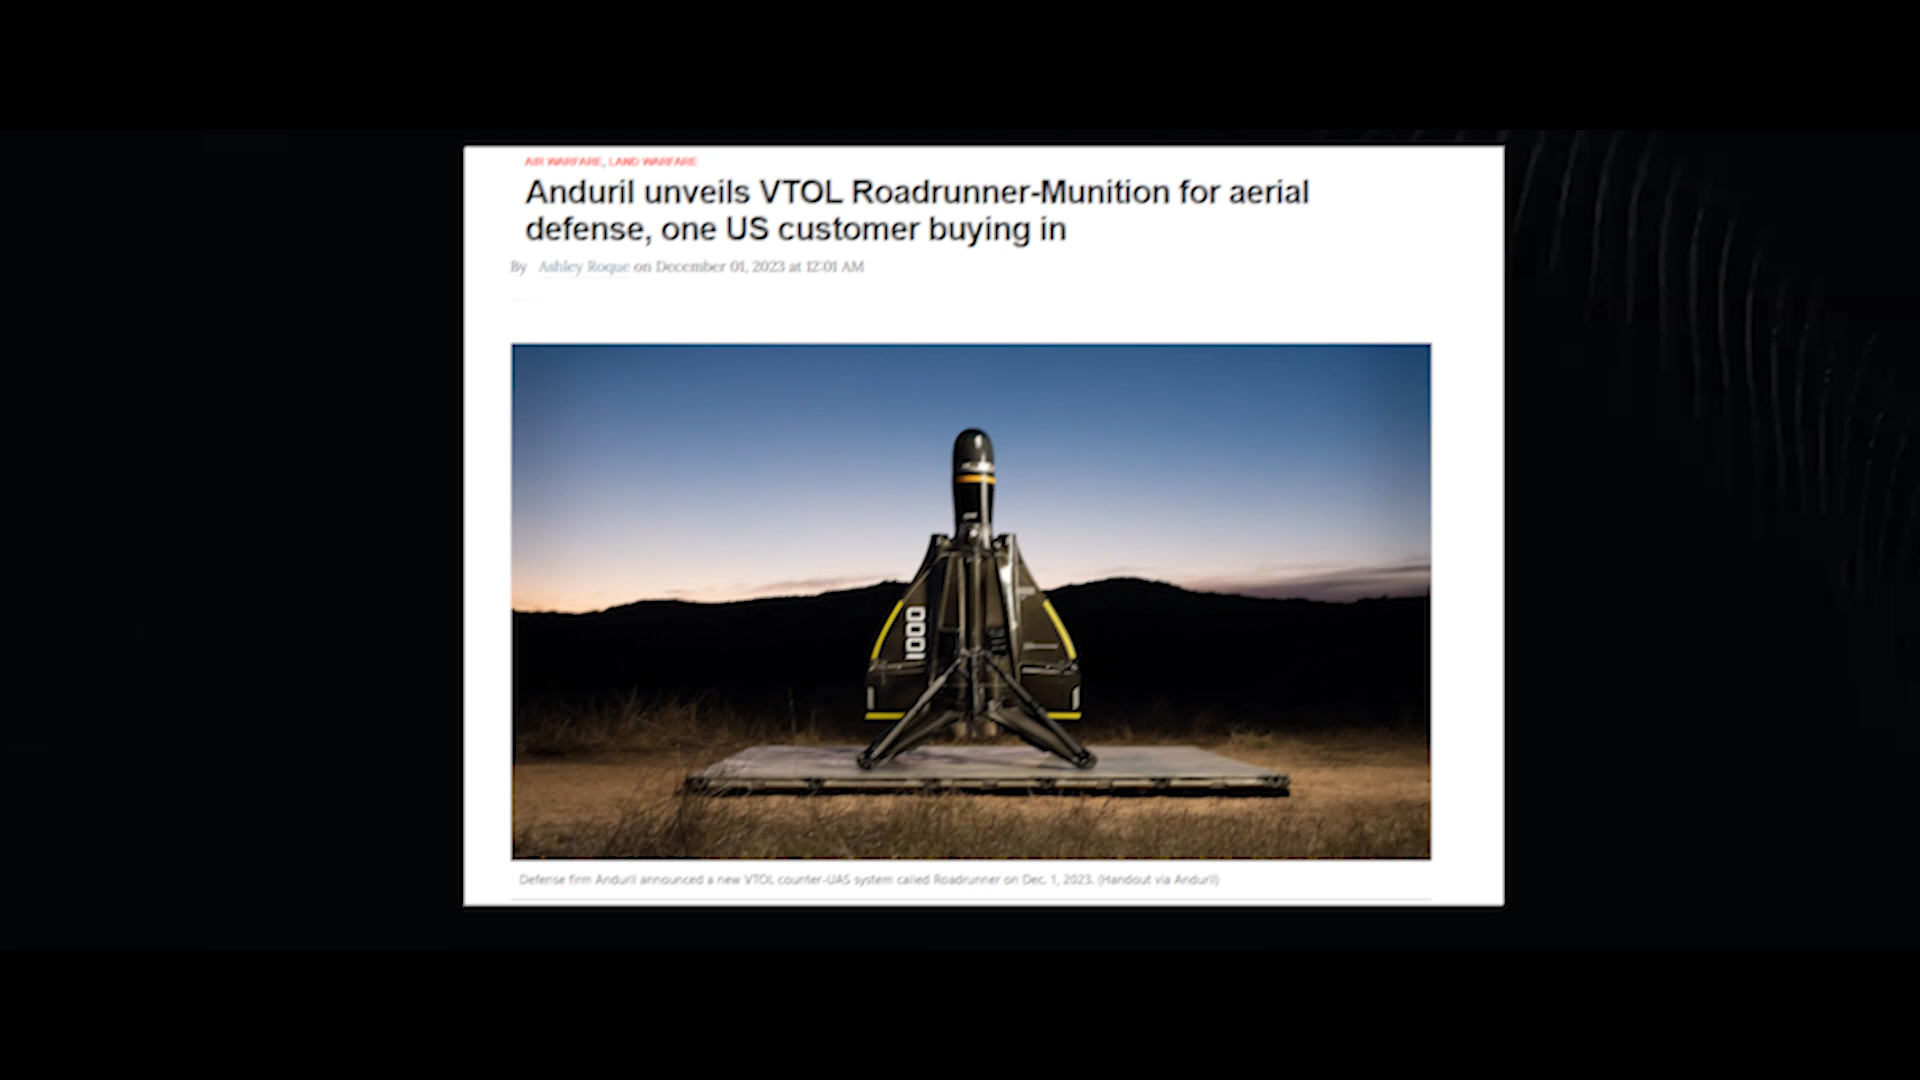 AIR WARFARE, LAND WARFARE
Anduril unveils VTOL Roadrunner-Munition for aerial
defense, one US customer buying in
By Ashley Roque on December 01, 2023 at 12:01 AM
1000
Defense firm Anduril announced a new VTOL counter-UAS system called Roadrunner on Dec. 1, 2023. (Handout via Anduril)